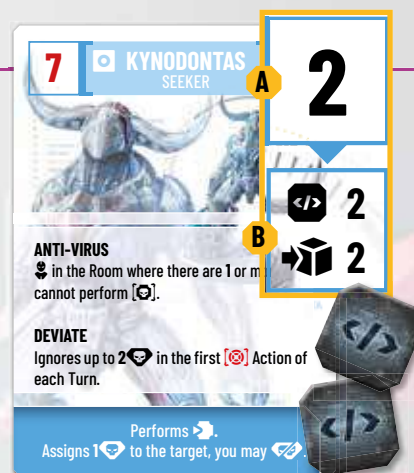 7
KYNODONTAS
SEEKER
A
2
B
</> 2
2
ANTI-VIRUS
in the Room where there are 1 or
cannot perform [ ].
DEVIATE
Ignores up to 2 in the first [ ] Action of
each Turn.
Performs .
Assigns 1 to the target, you may .
</>
</>